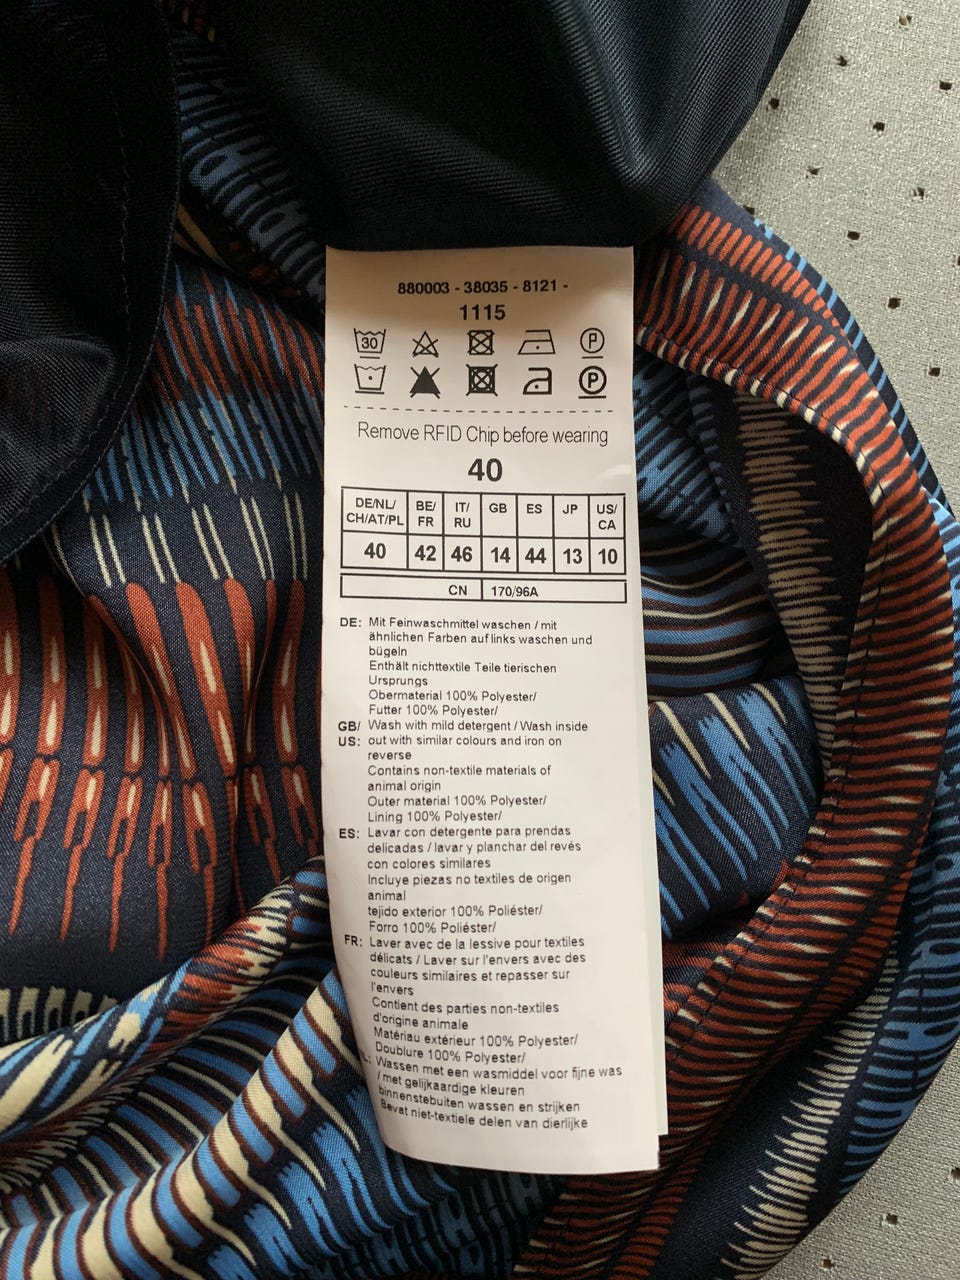 880003 - 38035 - 8121 -
1115
30 P
P
Remove RFID Chip before wearing
40
DE/NL/ CH/AT/PL BE/ FR IT/ RU GB ES JP US/ CA
40 42 46 14 44 13 10
CN 170/96A
DE: Mit Feinwaschmittel waschen / mit
ähnlichen Farben auf links waschen und
bügeln
Enthält nichttextile Teile tierischen
Ursprungs
Obermaterial 100% Polyester/
Futter 100% Polyester/
GB/ Wash with mild detergent / Wash inside
US: out with similar colours and iron on
reverse
Contains non-textile materials of
animal origin
Outer material 100% Polyester/
Lining 100% Polyester/
ES: Lavar con detergente para prendas
delicadas / lavar y planchar del revés
con colores similares
Incluye piezas no textiles de origen
animal
tejido exterior 100% Poliéster/
Forro 100% Poliéster/
FR: Laver avec de la lessive pour textiles
délicats / Laver sur l'envers avec des
couleurs similaires et repasser sur
l'envers
Contient des parties non-textiles
d'origine animale
Matériau extérieur 100% Polyester/
Doublure 100% Polyester/
NL: Wassen met een wasmiddel voor fijne was
/ met gelijkaardige kleuren
binnenstebuiten wassen en strijken
Bevat niet-textiele delen van dierlijke